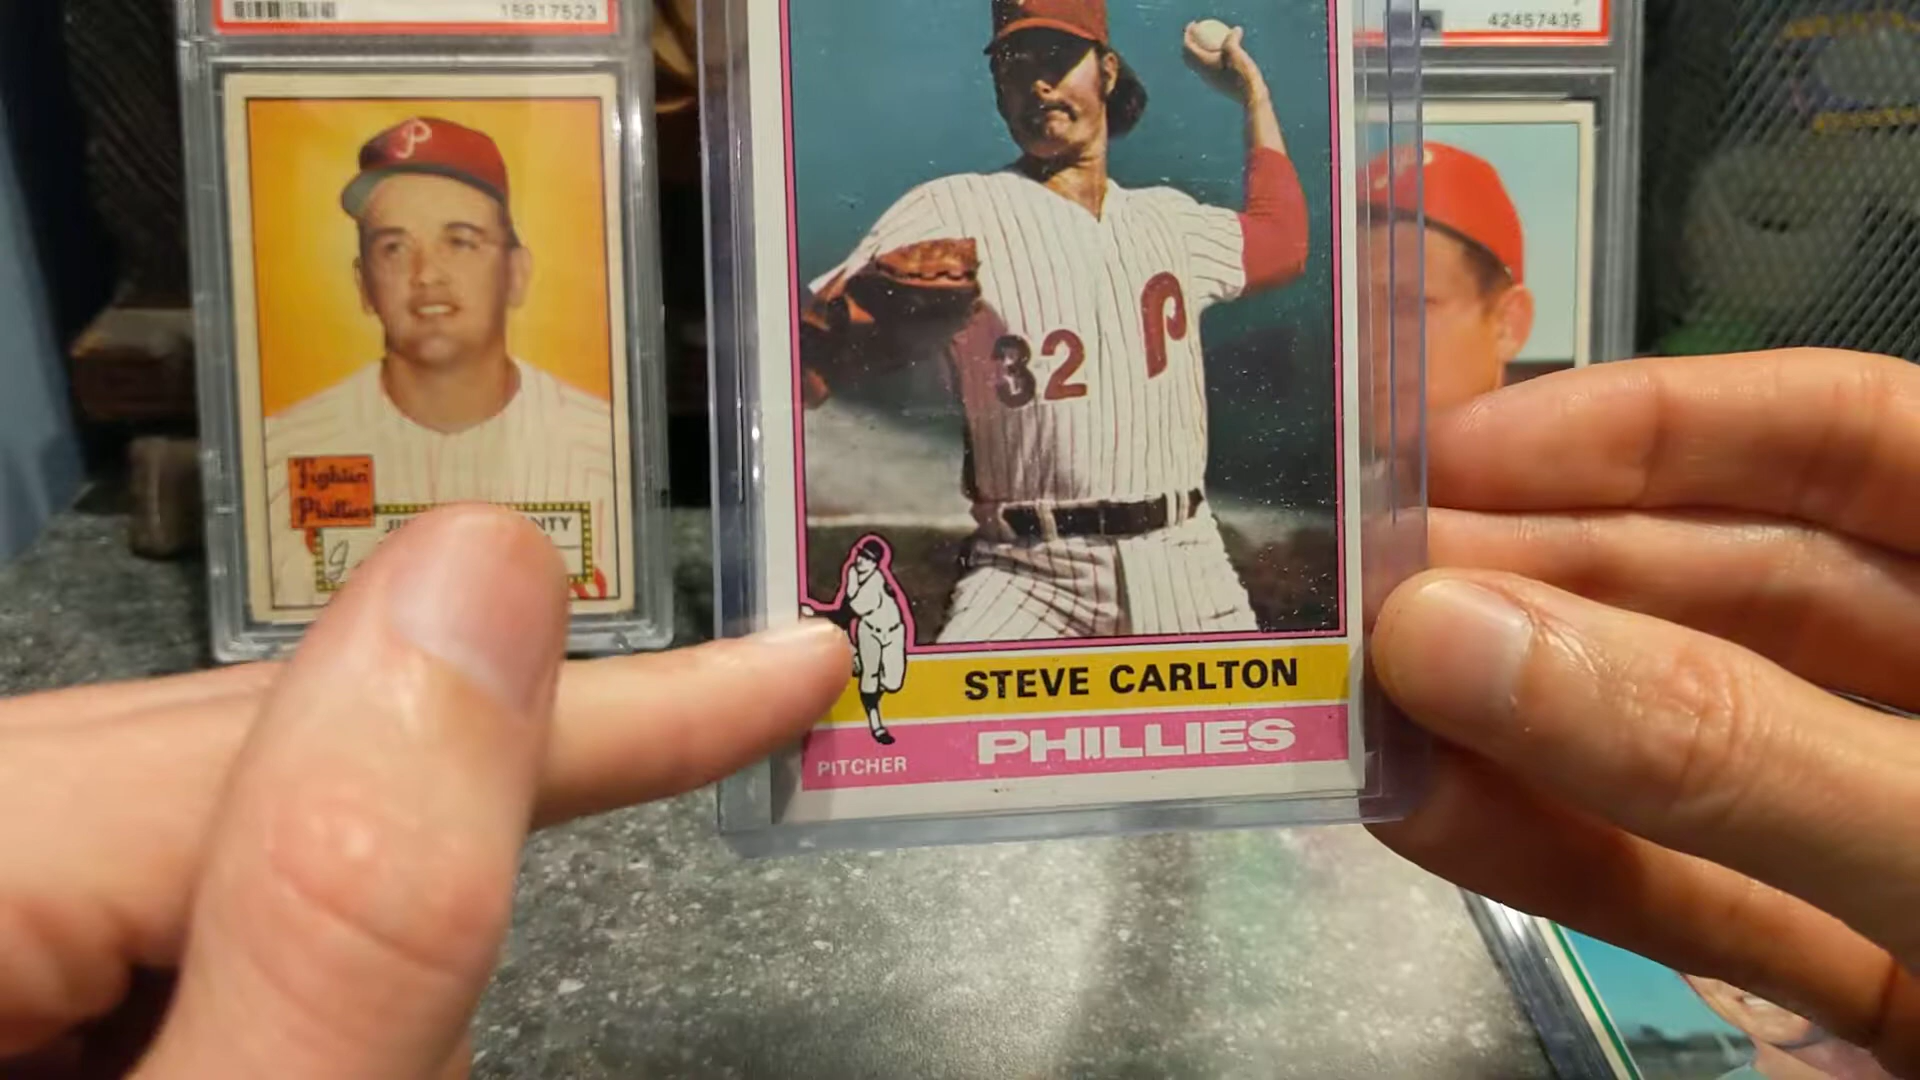 15917523
42457435
P
Fightin'
Phillies
32
P
STEVE CARLTON
PHILLIES
PITCHER